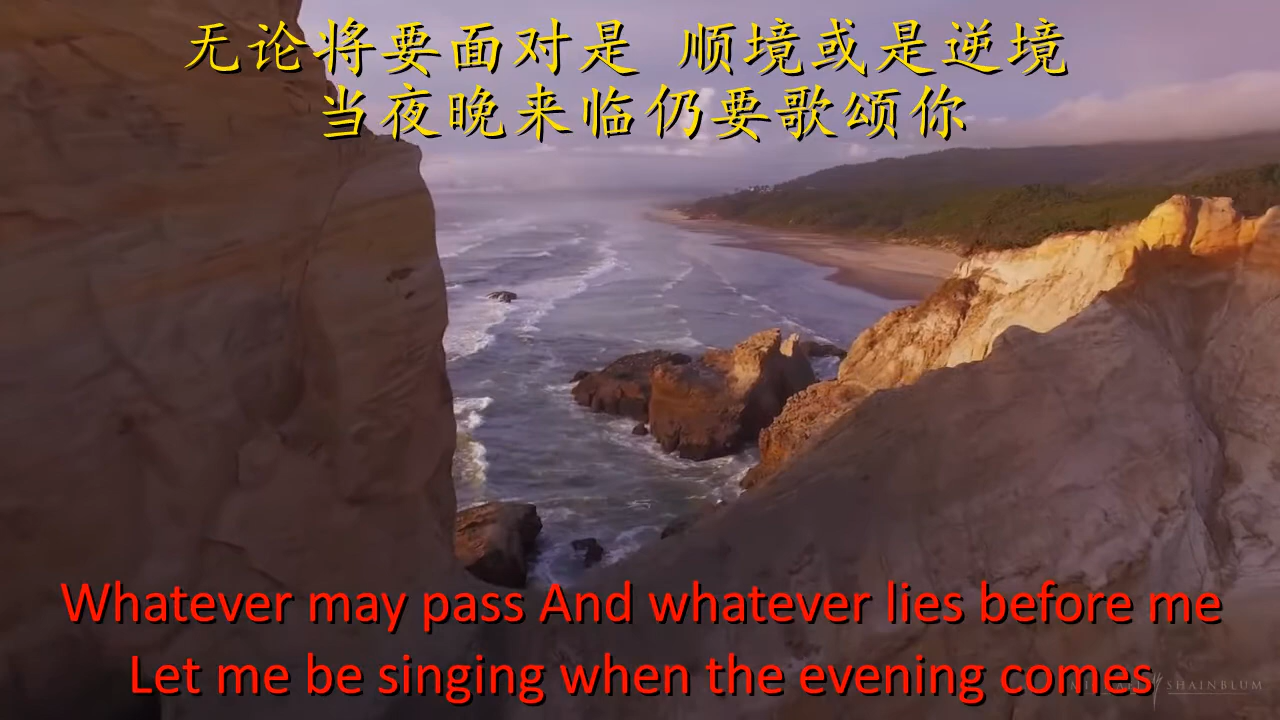 无论将要面对是 顺境或是逆境
当夜晚来临仍要歌颂你
Whatever may pass And whatever lies before me
Let me be singing when the evening comes
SHAINBLUM